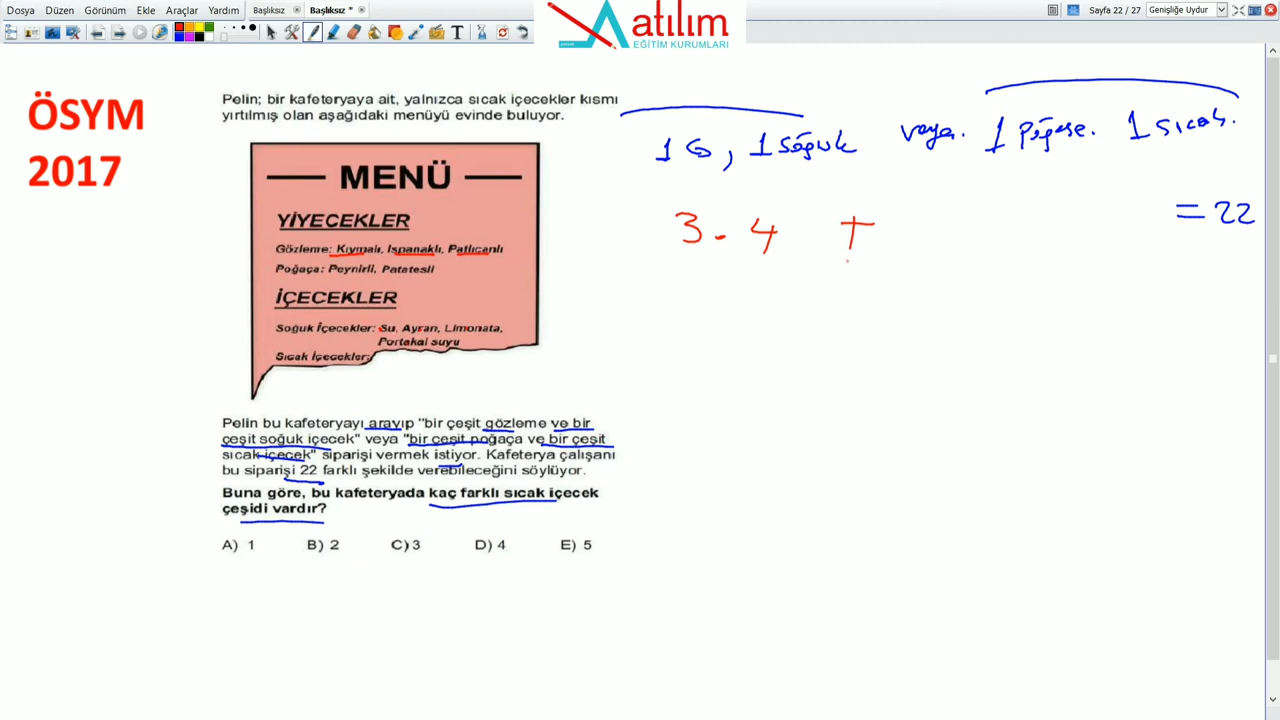 Dosya Düzen Görünüm Ekle Araçlar Yardım
Başlıksız Başlıksız *
Sayfa 22 / 27 Genişliğe Uydur
atılım
EĞİTİM KURUMLARI
ÖSYM
2017
Pelin; bir kafeteryaya ait, yalnızca sıcak içecekler kısmı
yırtılmış olan aşağıdaki menüyü evinde buluyor.
MENÜ
YİYECEKLER
Gözleme: Kıymalı, Ispanaklı, Patlıcanlı
Poğaça: Peynirli, Patatesli
İÇECEKLER
Soğuk İçecekler: Su, Ayran, Limonata,
Portakal suyu
Sıcak İçecekler:
Pelin bu kafeteryayı arayıp "bir çeşit gözleme ve bir
çeşit soğuk içecek" veya "bir çeşit poğaça ve bir çeşit
sıcak içecek" siparişi vermek istiyor. Kafeterya çalışanı
bu siparişi 22 farklı şekilde verebileceğini söylüyor.
Buna göre, bu kafeteryada kaç farklı sıcak içecek
çeşidi vardır?
A) 1 B) 2 C) 3 D) 4 E) 5
1 G, 1 soğuk veya. 1 poğaca. 1 sıcak.
= 22
3 . 4 +